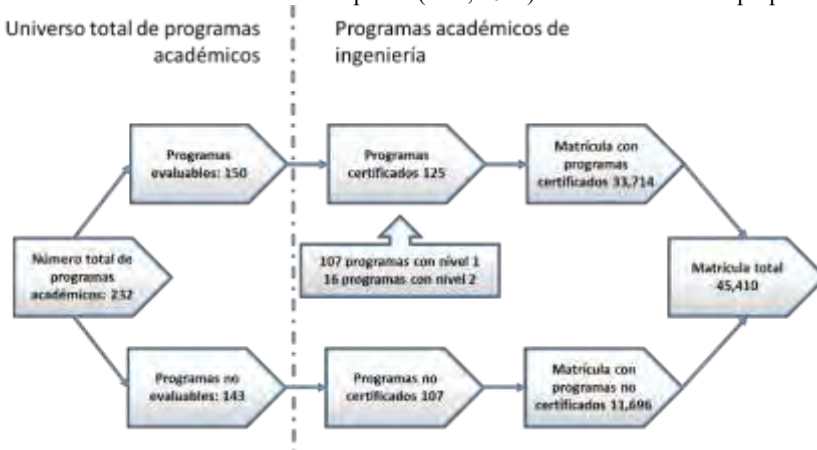 Universo total de programas
académicos
Programas académicos de
ingeniería
Programas
evaluables: 150
Programas
certificados 125
Matrícula con
programas
certificados 33,714
Número total de
programas
académicos: 232
107 programas con nivel 1
16 programas con nivel 2
Matrícula total
45,410
Programas no
evaluables: 143
Programas no
certificados 107
Matrícula con
programas no
certificados 11,696